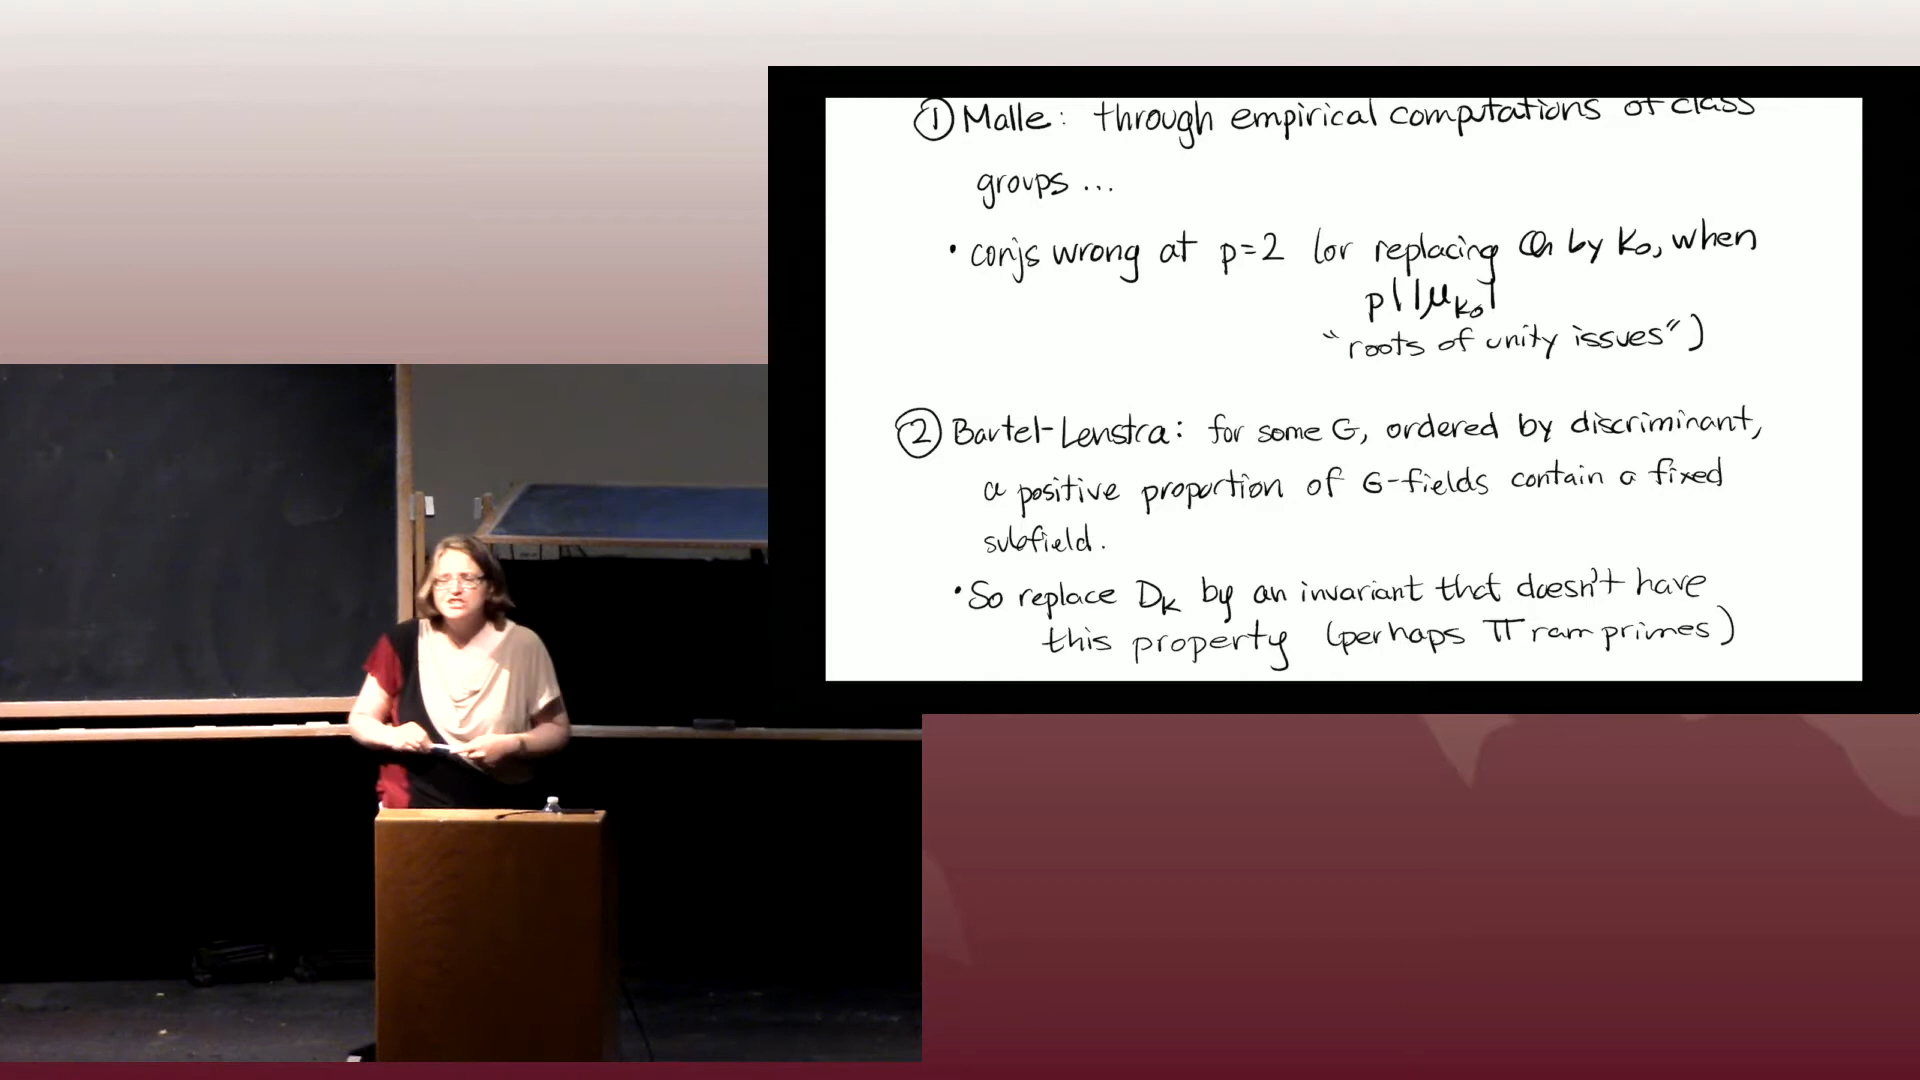 ① Malle: through empirical computations of class
groups ...
• conjs wrong at p=2 (or replacing ℚ by K₀, when
p | |μ_K₀|
“roots of unity issues”)
② Bartel-Lenstra: for some G, ordered by discriminant,
a positive proportion of G-fields contain a fixed
subfield.
• So replace D_K by an invariant that doesn't have
this property (perhaps π ram primes)